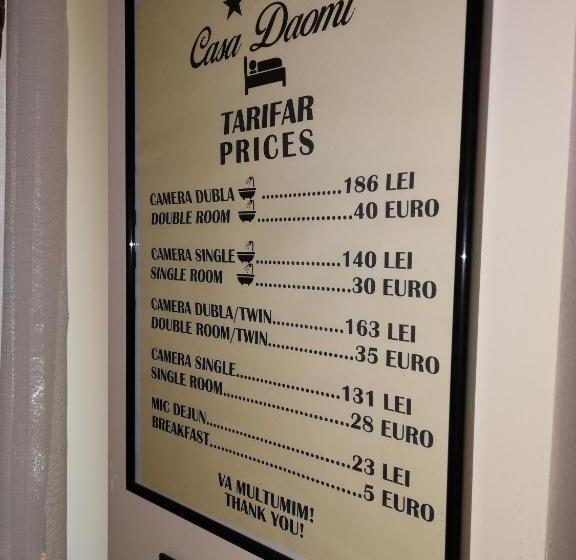 Casa Daomi
TARIFAR
PRICES
CAMERA DUBLA ..................186 LEI
DOUBLE ROOM .....................40 EURO
CAMERA SINGLE ...................140 LEI
SINGLE ROOM .....................30 EURO
CAMERA DUBLA/TWIN................163 LEI
DOUBLE ROOM/TWIN...................35 EURO
CAMERA SINGLE.......................131 LEI
SINGLE ROOM...........................28 EURO
MIC DEJUN..............................23 LEI
BREAKFAST..............................5 EURO
VA MULTUMIM!
THANK YOU!